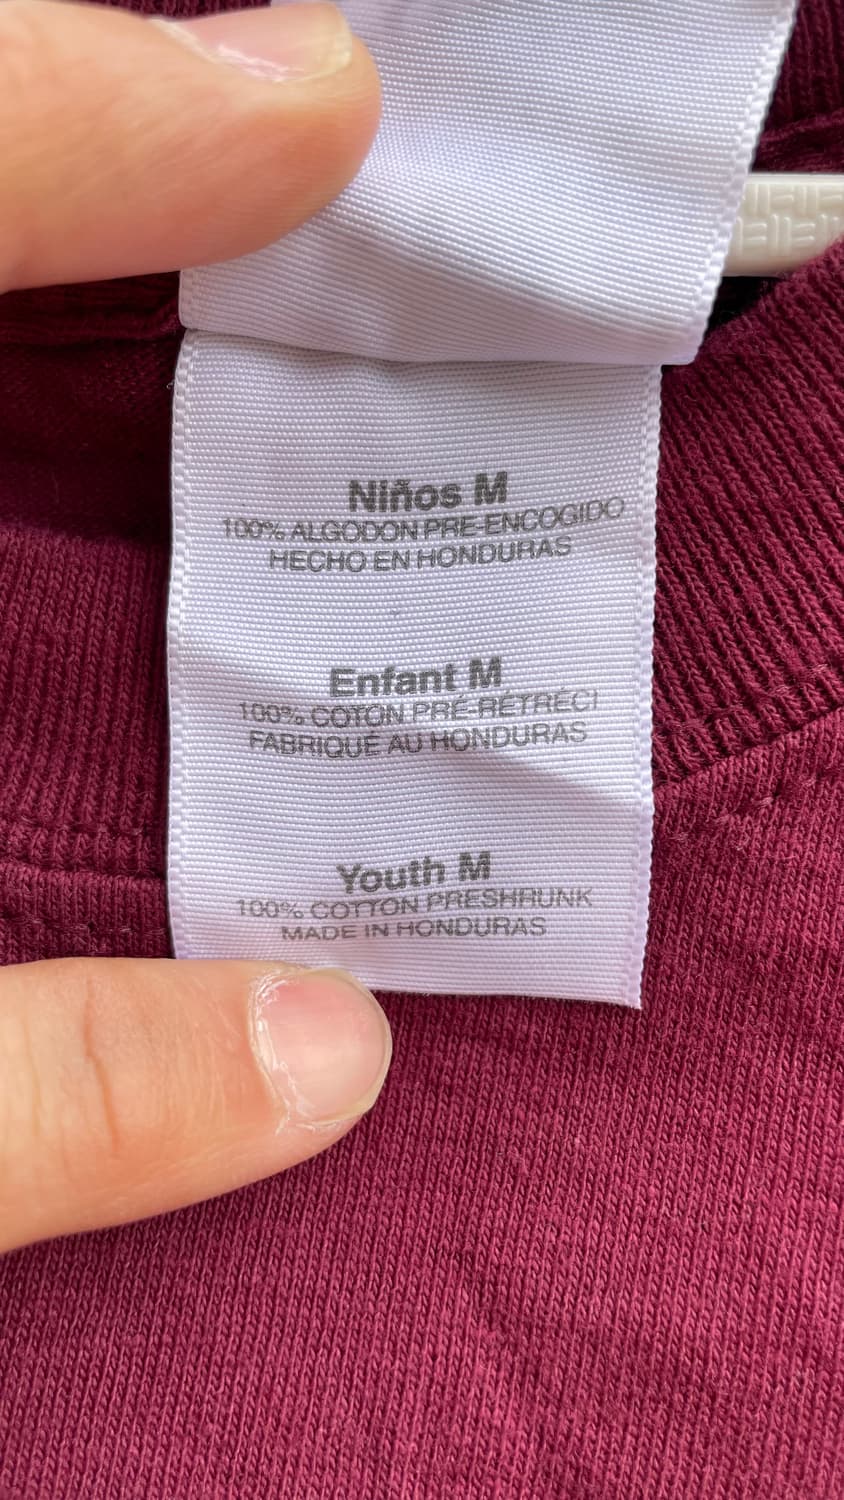 Niños M
100% ALGODON PRE-ENCOGIDO
HECHO EN HONDURAS
Enfant M
100% COTON PRÉ-RÉTRÉCI
FABRIQUÉ AU HONDURAS
Youth M
100% COTTON PRESHRUNK
MADE IN HONDURAS